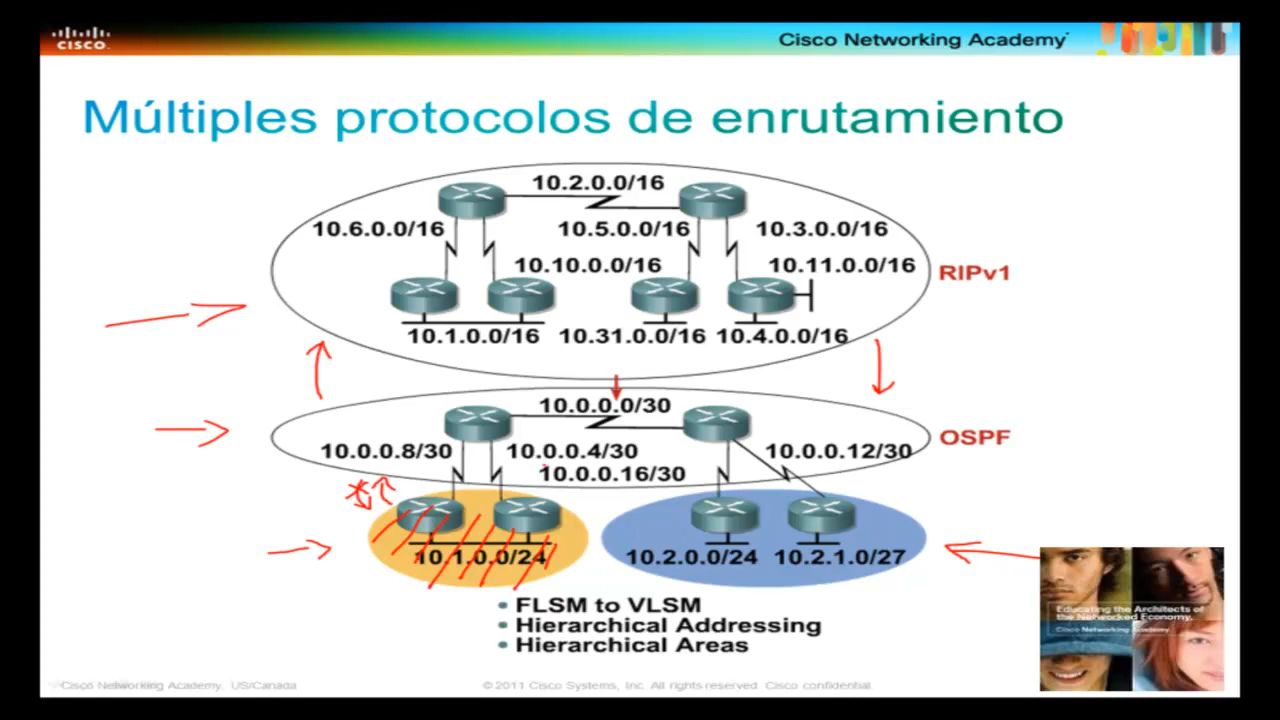 CISCO.
Cisco Networking Academy
Múltiples protocolos de enrutamiento
10.2.0.0/16
10.6.0.0/16
10.5.0.0/16
10.3.0.0/16
10.10.0.0/16
10.11.0.0/16
RIPv1
10.1.0.0/16
10.31.0.0/16
10.4.0.0/16
10.0.0.0/30
OSPF
10.0.0.8/30
10.0.0.4/30
10.0.0.12/30
10.0.0.16/30
10.1.0.0/24
10.2.0.0/24
10.2.1.0/27
• FLSM to VLSM
• Hierarchical Addressing
• Hierarchical Areas
Educating the Architects of
the Networked Economy.
Cisco Networking Academy
Cisco Networking Academy. US/Canada
©2011 Cisco Systems, Inc. All rights reserved. Cisco confidential